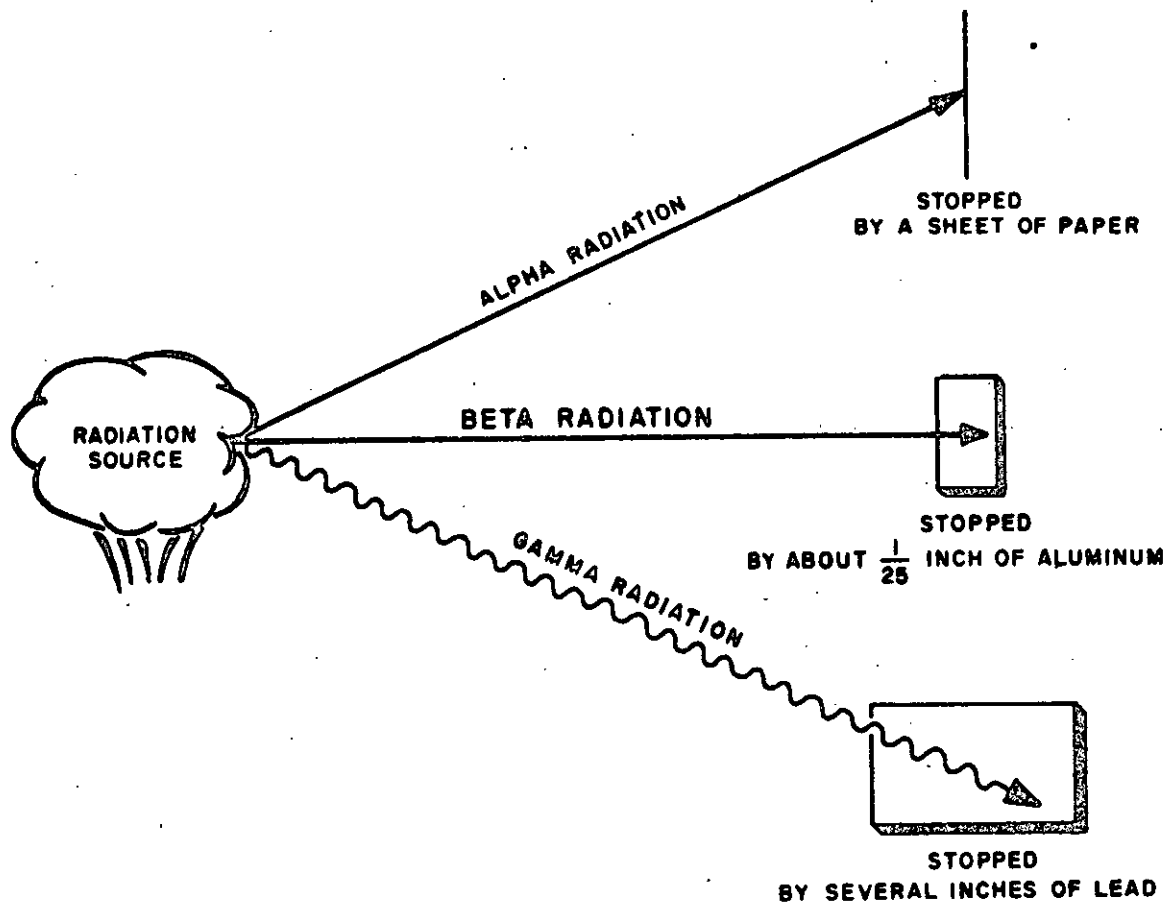 STOPPED
BY A SHEET OF PAPER
ALPHA RADIATION
BETA RADIATION
RADIATION
SOURCE
STOPPED
BY ABOUT 1/25 INCH OF ALUMINUM
GAMMA RADIATION
STOPPED
BY SEVERAL INCHES OF LEAD